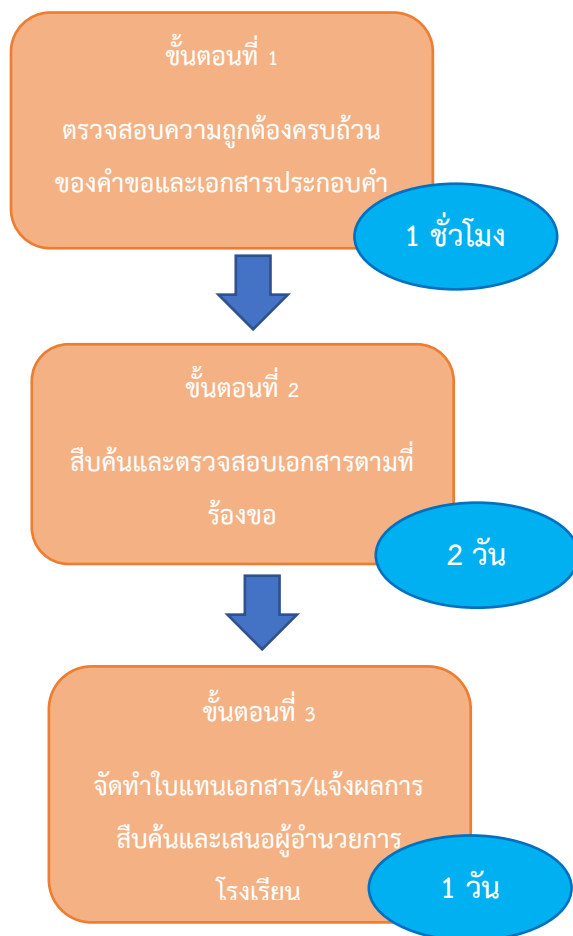 ขั้นตอนที่ 1
ตรวจสอบความถูกต้องครบถ้วน
ของคำขอและเอกสารประกอบคำ
1 ชั่วโมง
ขั้นตอนที่ 2
สืบค้นและตรวจสอบเอกสารตามที่
ร้องขอ
2 วัน
ขั้นตอนที่ 3
จัดทำใบแทนเอกสาร/แจ้งผลการ
สืบค้นและเสนอผู้อำนวยการ
โรงเรียน
1 วัน